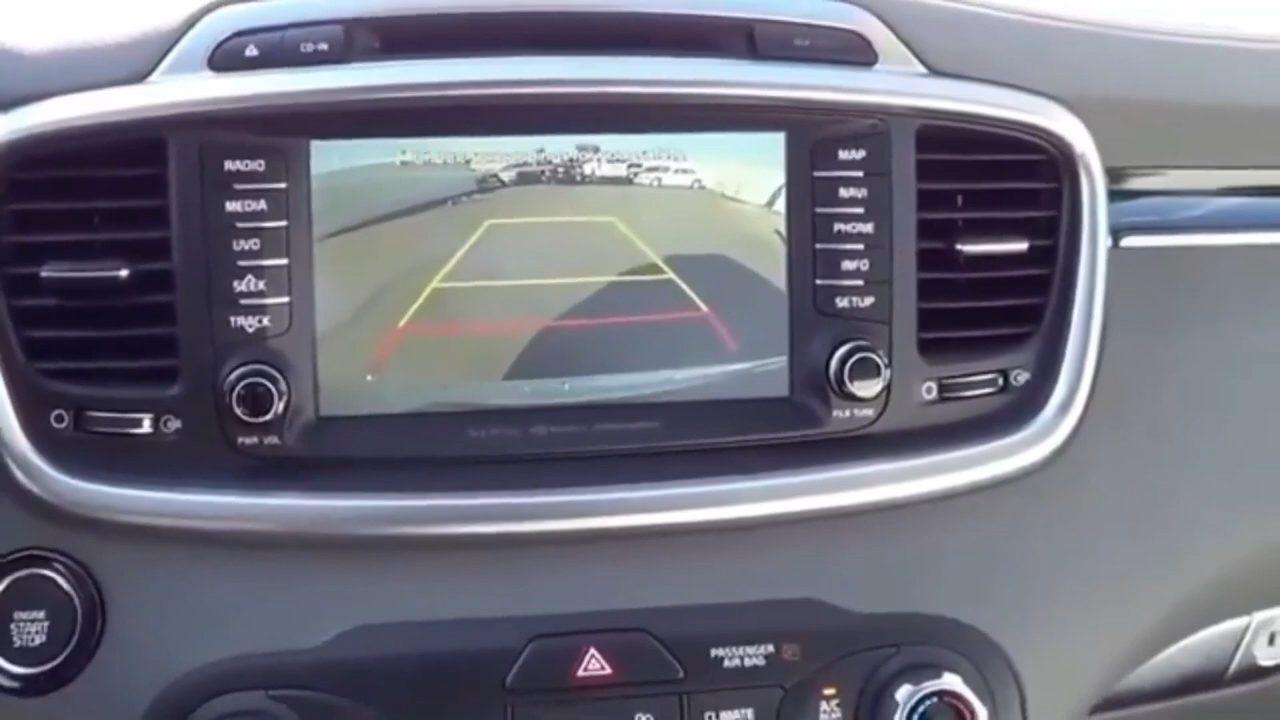 CD-IN
RADIO
MEDIA
UVO
SEEK
TRACK
PWR VOL
MAP
NAVI
PHONE
INFO
SETUP
FILE TUNE
ENGINE
START
STOP
PASSENGER
AIR BAG
CLIMATE
A/C